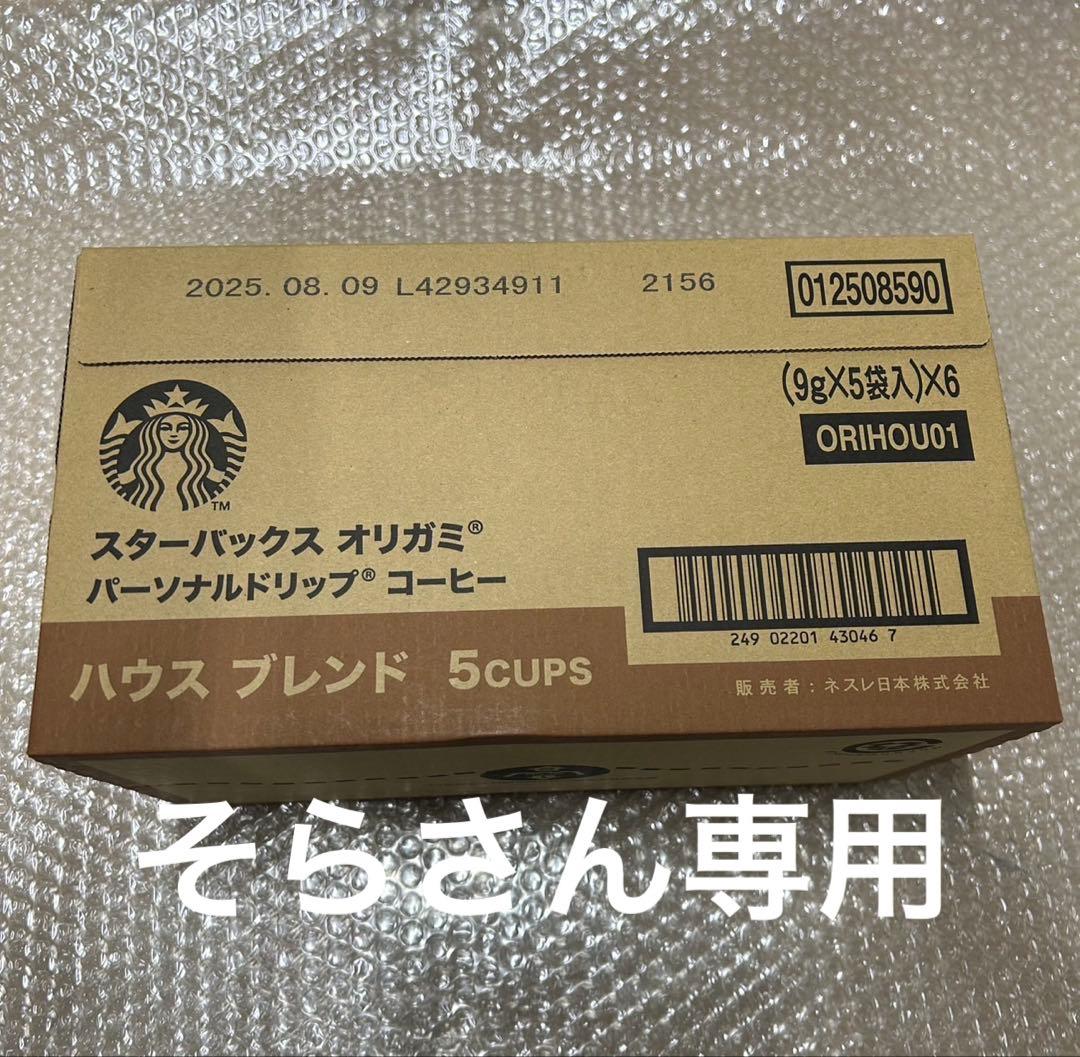 2025. 08. 09 L42934911 2156 012508590
(9g×5袋入)×6
ORIHOU01
TM
スターバックス オリガミ®
パーソナルドリップ® コーヒー
249 02201 43046 7
ハウス ブレンド 5CUPS
販売者:ネスレ日本株式会社
そらさん専用